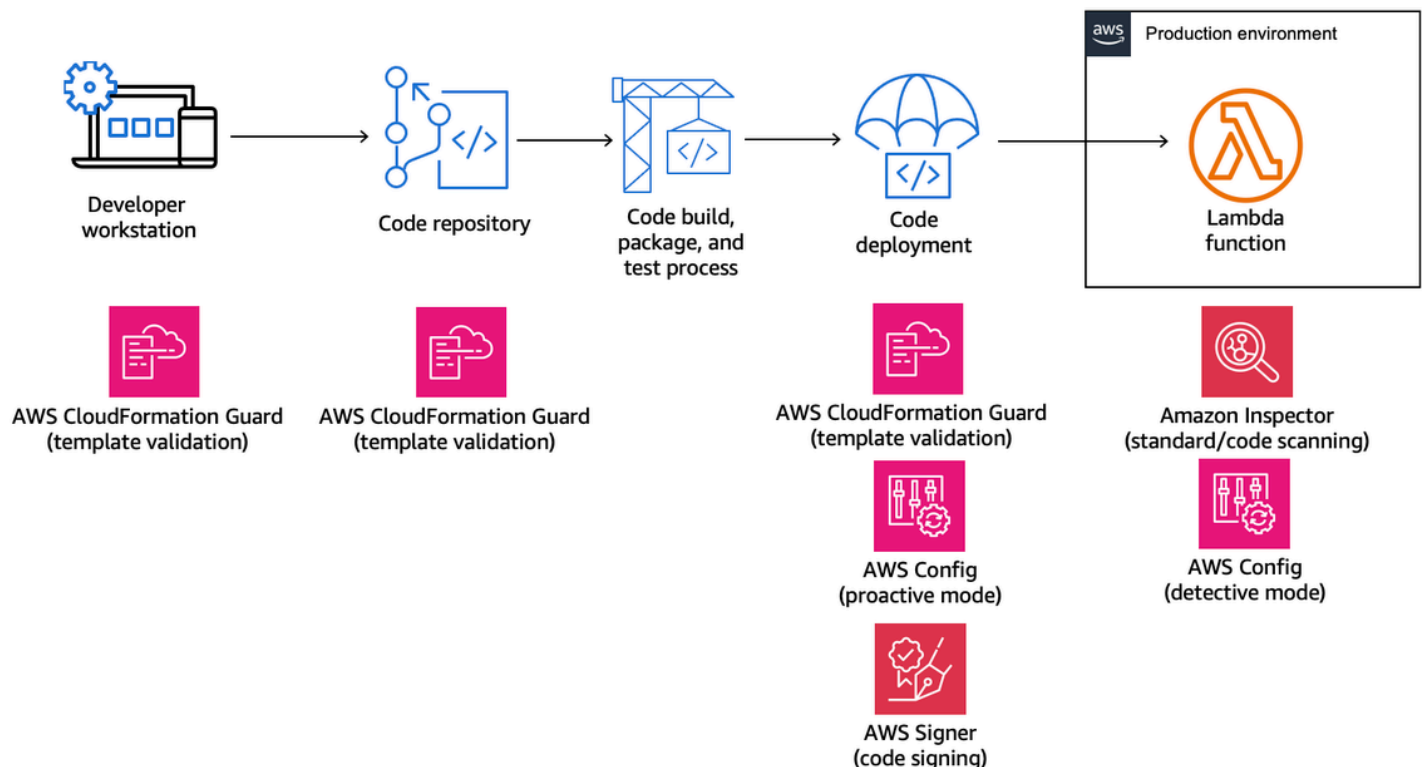 aws
Production environment
</>
</>
</>
Developer
workstation
Code repository
Code build,
package, and
test process
Code
deployment
Lambda
function
AWS CloudFormation Guard
(template validation)
AWS CloudFormation Guard
(template validation)
AWS CloudFormation Guard
(template validation)
Amazon Inspector
(standard/code scanning)
AWS Config
(proactive mode)
AWS Config
(detective mode)
AWS Signer
(code signing)